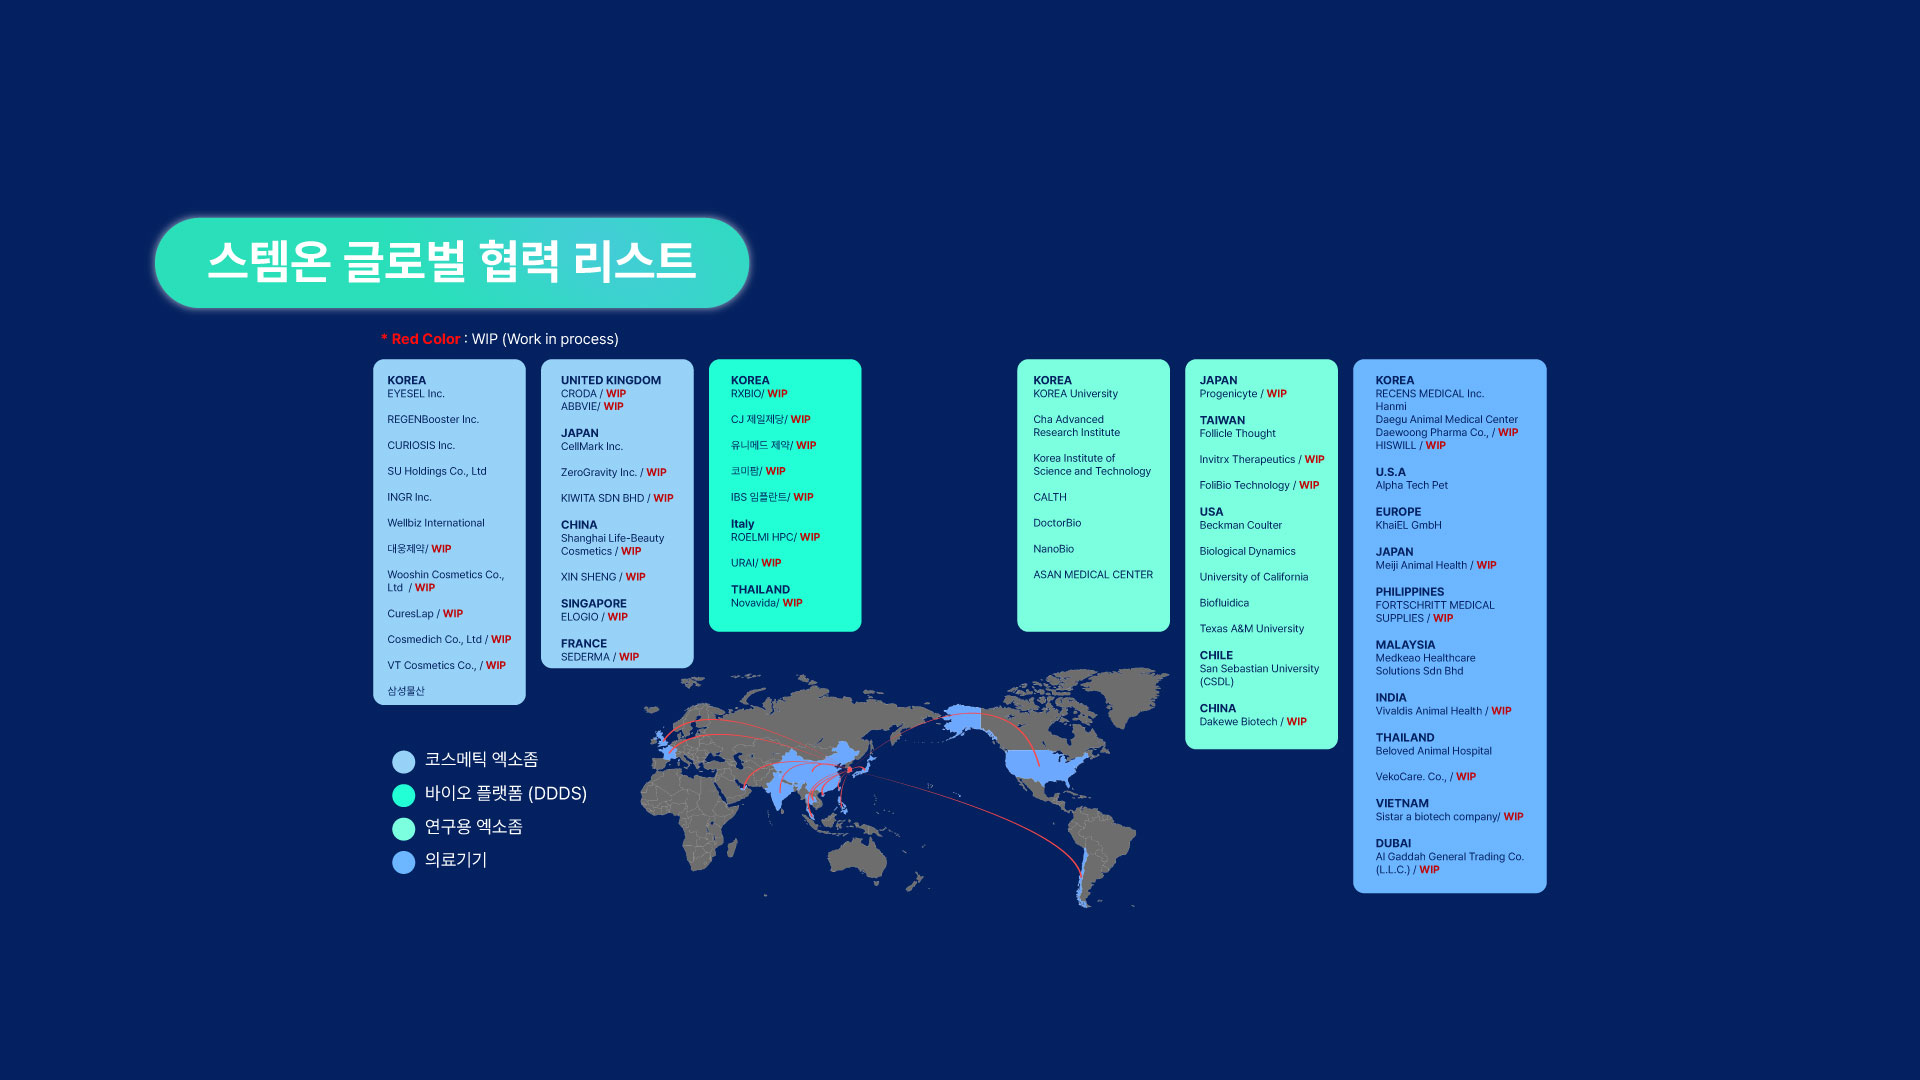 스템온 글로벌 협력 리스트
* Red Color : WIP (Work in process)
KOREA
EYESEL Inc.
REGENBooster Inc.
CURIOSIS Inc.
SU Holdings Co., Ltd
INGR Inc.
Wellbiz International
대웅제약/ WIP
Wooshin Cosmetics Co.,
Ltd / WIP
CuresLap / WIP
Cosmedich Co., Ltd / WIP
VT Cosmetics Co., / WIP
삼성물산
UNITED KINGDOM
CRODA / WIP
ABBVIE/ WIP
JAPAN
CellMark Inc.
ZeroGravity Inc. / WIP
KIWITA SDN BHD / WIP
CHINA
Shanghai Life-Beauty
Cosmetics / WIP
XIN SHENG / WIP
SINGAPORE
ELOGIO / WIP
FRANCE
SEDERMA / WIP
KOREA
RXBIO/ WIP
CJ 제일제당/ WIP
유니메드 제약/ WIP
코미팜/ WIP
IBS 임플란트/ WIP
Italy
ROELMI HPC/ WIP
URAI/ WIP
THAILAND
Novavida/ WIP
KOREA
KOREA University
Cha Advanced
Research Institute
Korea Institute of
Science and Technology
CALTH
DoctorBio
NanoBio
ASAN MEDICAL CENTER
JAPAN
Progenicyte / WIP
TAIWAN
Follicle Thought
Invitrx Therapeutics / WIP
FoliBio Technology / WIP
USA
Beckman Coulter
Biological Dynamics
University of California
Biofluidica
Texas A&M University
CHILE
San Sebastian University
(CSDL)
CHINA
Dakewe Biotech / WIP
KOREA
RECENS MEDICAL Inc.
Hanmi
Daegu Animal Medical Center
Daewoong Pharma Co., / WIP
HISWILL / WIP
U.S.A
Alpha Tech Pet
EUROPE
KhaiEL GmbH
JAPAN
Meiji Animal Health / WIP
PHILIPPINES
FORTSCHRITT MEDICAL
SUPPLIES / WIP
MALAYSIA
Medkeao Healthcare
Solutions Sdn Bhd
INDIA
Vivaldis Animal Health / WIP
THAILAND
Beloved Animal Hospital
VekoCare. Co., / WIP
VIETNAM
Sistar a biotech company/ WIP
DUBAI
Al Gaddah General Trading Co.
(L.L.C.) / WIP
코스메틱 엑소좀
바이오 플랫폼 (DDDS)
연구용 엑소좀
의료기기